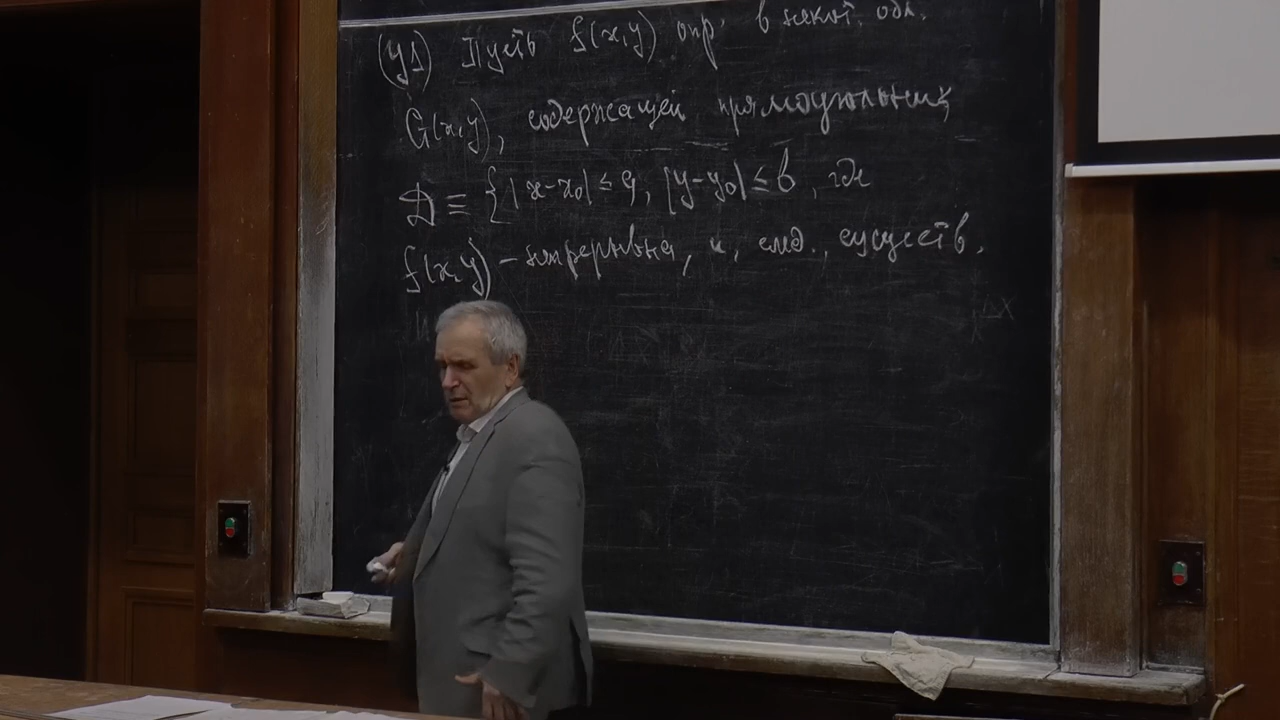 (У1) Пусть f(x,y) опр. в некот. обл.
G(x,y), содержащей прямоугольник
D ≡ {|x-x₀| ≤ a, |y-y₀| ≤ b, где
f(x,y) – непрерывна, и, след., существ.